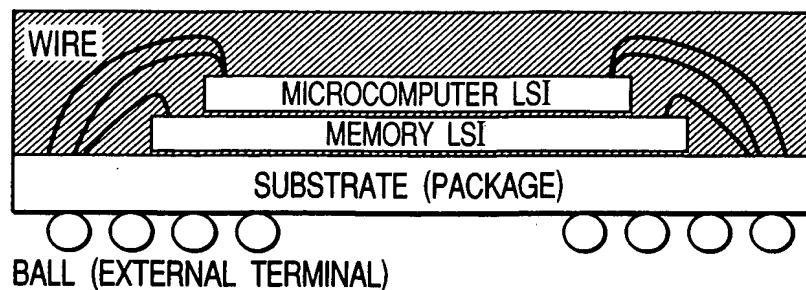 WIRE
MICROCOMPUTER LSI
MEMORY LSI
SUBSTRATE (PACKAGE)
BALL (EXTERNAL TERMINAL)